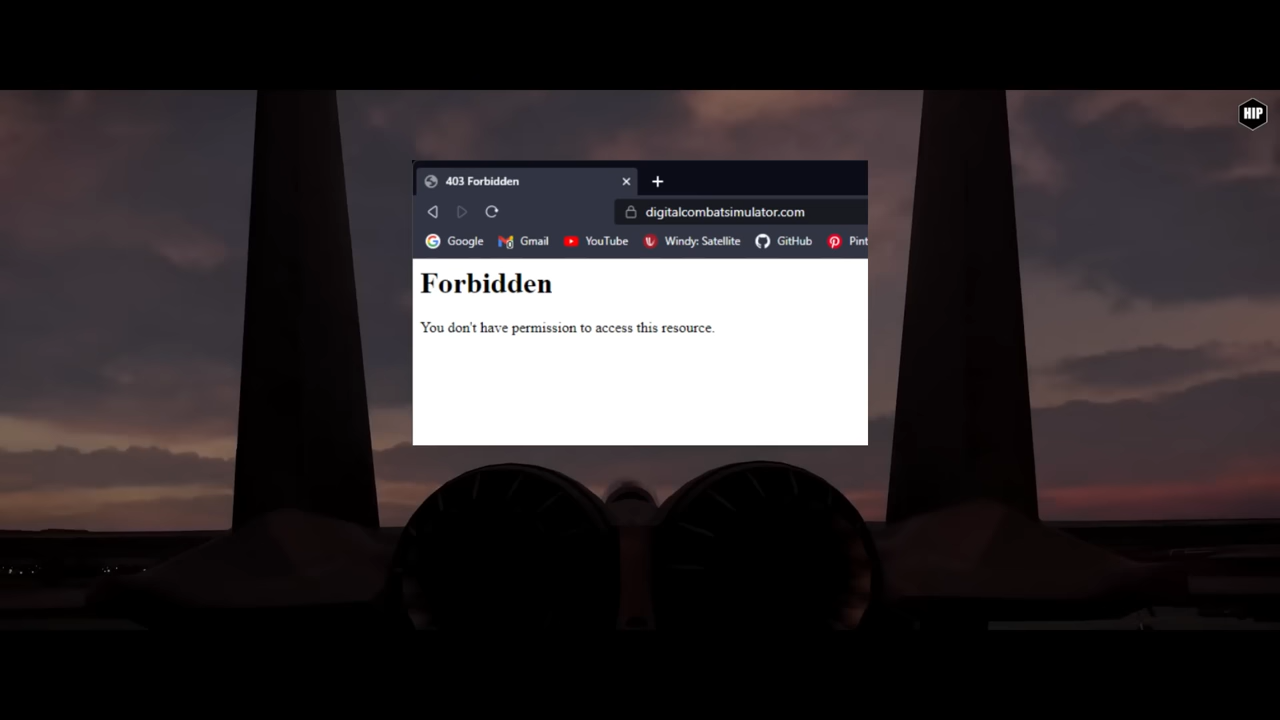 HIP
403 Forbidden
digitalcombatsimulator.com
Google Gmail YouTube Windy: Satellite GitHub Pint
Forbidden
You don't have permission to access this resource.